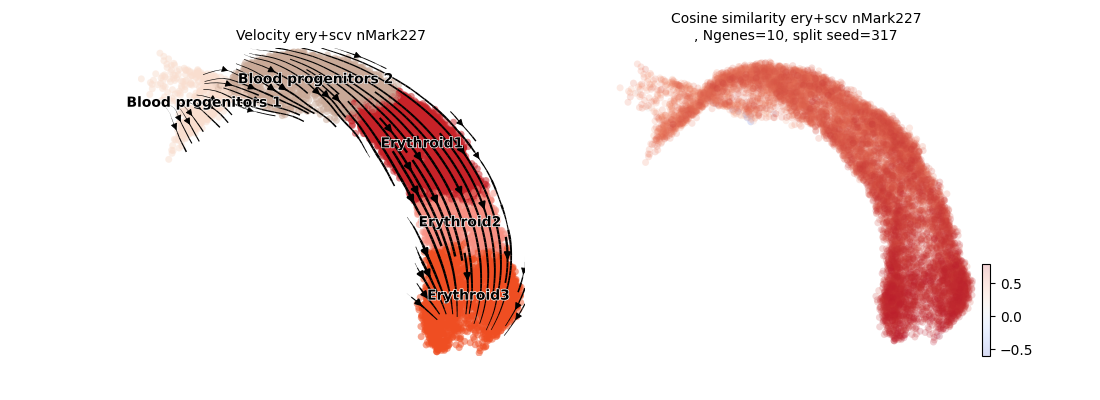 Velocity ery+scv nMark227
Blood progenitors 2
Blood progenitors 1
Erythroid1
Erythroid2
Erythroid3
Cosine similarity ery+scv nMark227
, Ngenes=10, split seed=317
0.5
0.0
−0.5